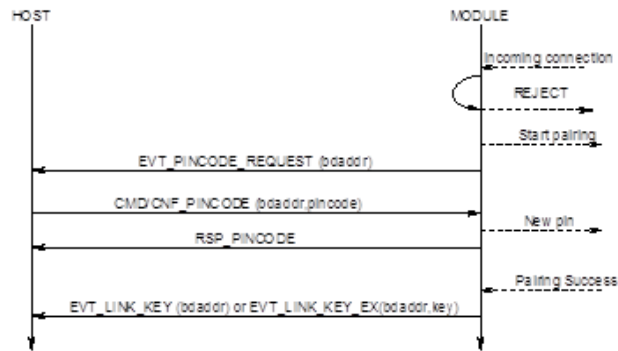 HOST
MODULE
Incoming connection
REJECT
Start pairing
EVT_PINCODE_REQUEST (bdaddr)
CMD/CNF_PINCODE (bdaddr,pincode)
New pin
RSP_PINCODE
Pairing Success
EVT_LINK_KEY (bdaddr) or EVT_LINK_KEY_EX(bdaddr,key)